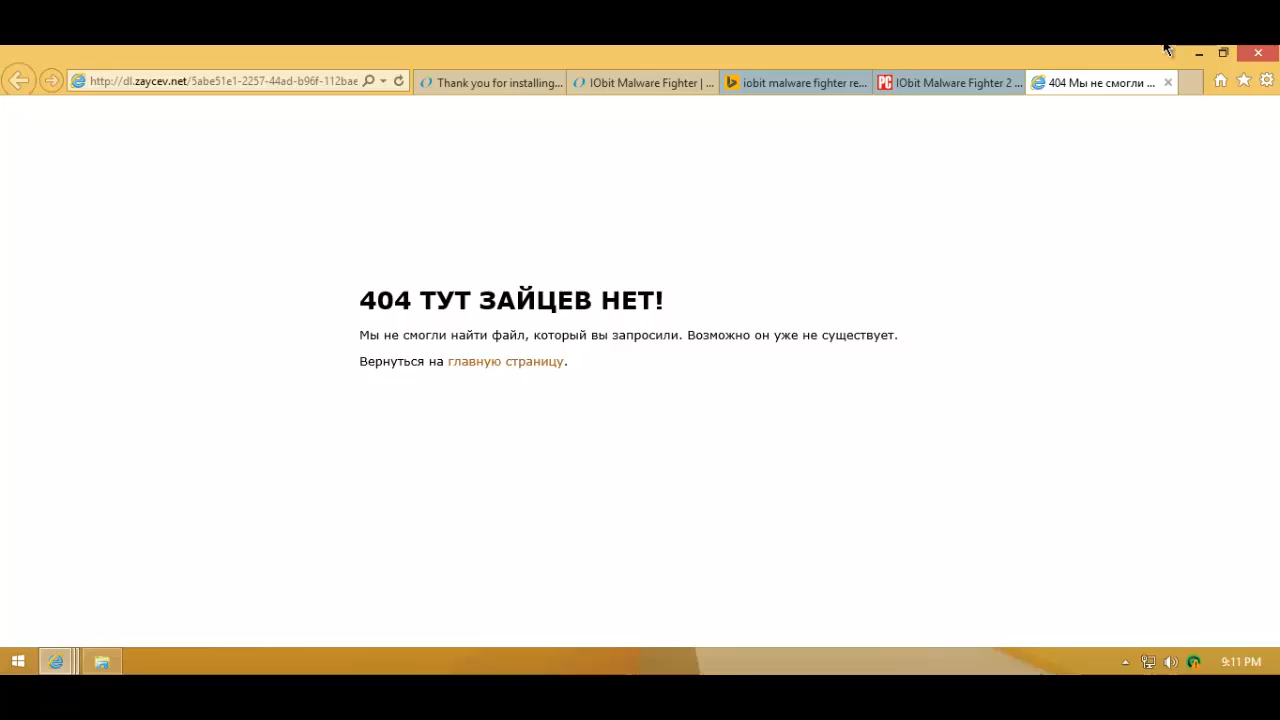 http://dl.zaycev.net/5abe51e1-2257-44ad-b96f-112bae
Thank you for installing...
IObit Malware Fighter | ...
iobit malware fighter re...
PC
IObit Malware Fighter 2 ...
404 Мы не смогли ...
404 ТУТ ЗАЙЦЕВ НЕТ!
Мы не смогли найти файл, который вы запросили. Возможно он уже не существует.
Вернуться на главную страницу.
9:11 PM